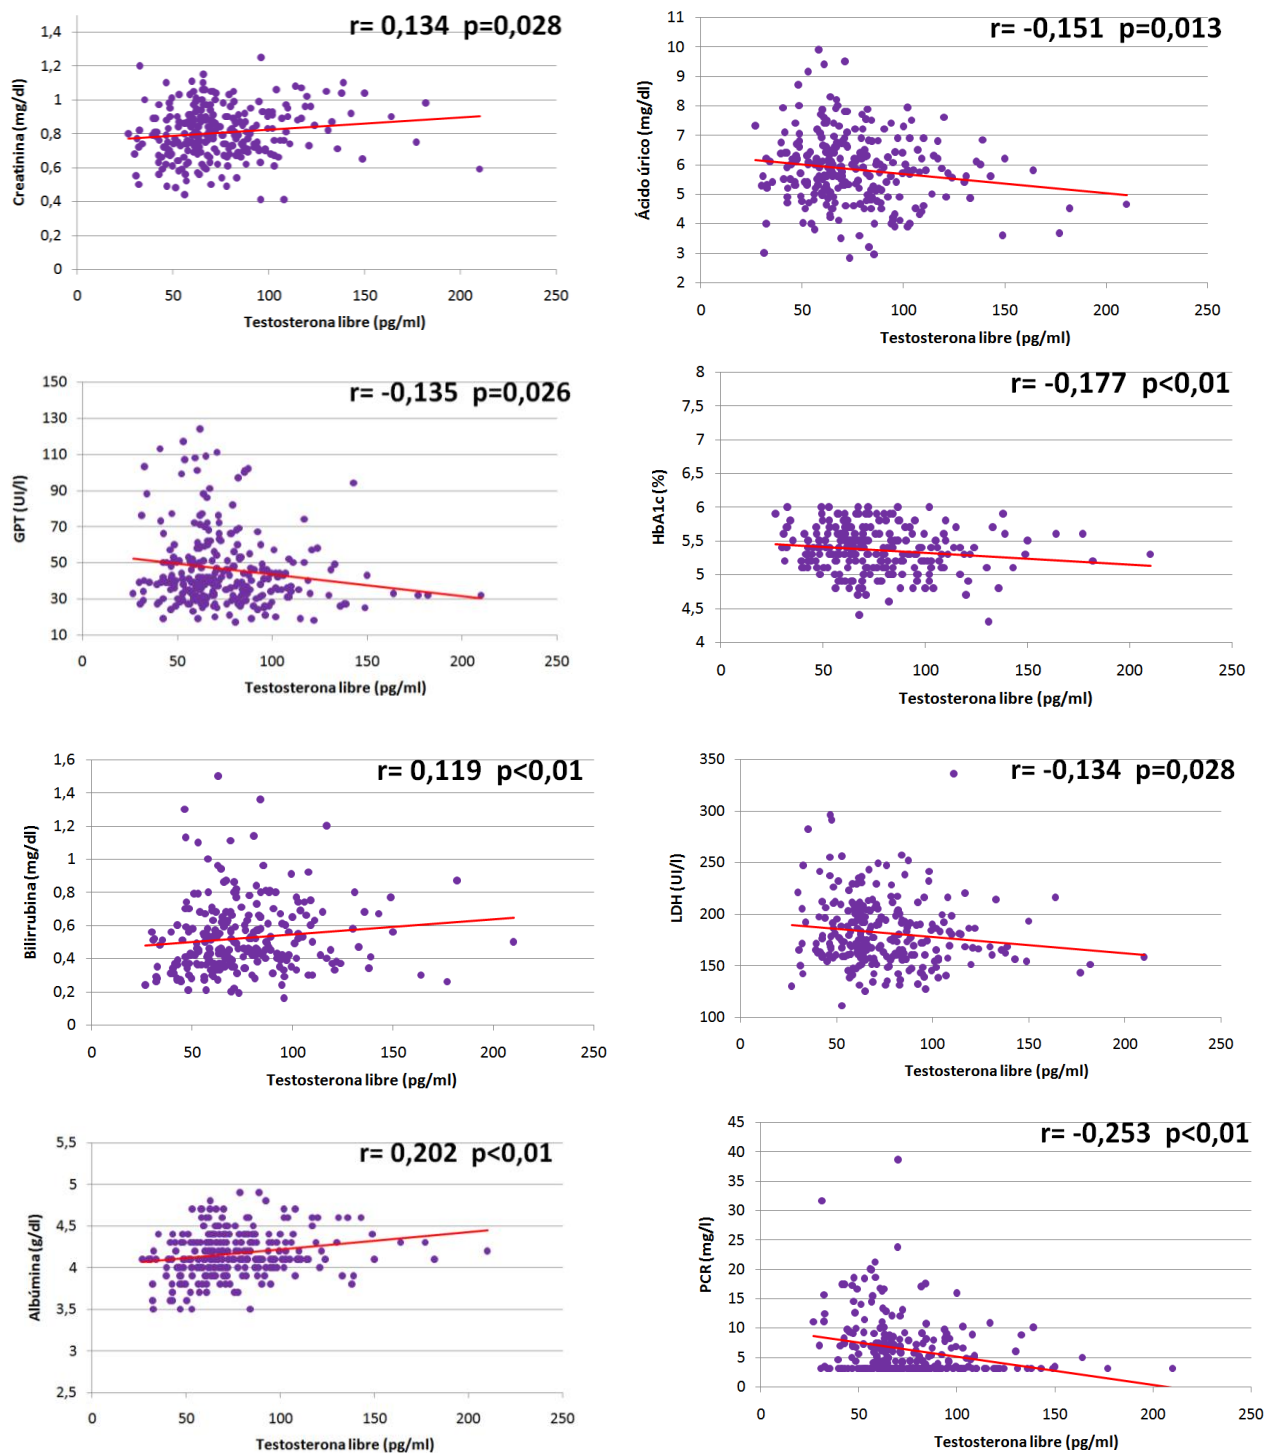 r= 0,134 p=0,028
1,4
1,2
1
0,8
0,6
0,4
0,2
0
Creatinina (mg/dl)
0 50 100 150 200 250
Testosterona libre (pg/ml)
r= -0,151 p=0,013
11
10
9
8
7
6
5
4
3
2
Ácido úrico (mg/dl)
0 50 100 150 200 250
Testosterona libre (pg/ml)
r= -0,135 p=0,026
150
130
110
90
70
50
30
10
GPT (UI/l)
0 50 100 150 200 250
Testosterona libre (pg/ml)
r= -0,177 p<0,01
8
7,5
7
6,5
6
5,5
5
4,5
4
HbA1c (%)
0 50 100 150 200 250
Testosterona libre (pg/ml)
r= 0,119 p<0,01
1,6
1,4
1,2
1
0,8
0,6
0,4
0,2
0
Bilirrubina (mg/dl)
0 50 100 150 200 250
Testosterona libre (pg/ml)
r= -0,134 p=0,028
350
300
250
200
150
100
LDH (UI/l)
0 50 100 150 200 250
Testosterona libre (pg/ml)
r= 0,202 p<0,01
5,5
5
4,5
4
3,5
3
2,5
Albúmina (g/dl)
0 50 100 150 200 250
Testosterona libre (pg/ml)
r= -0,253 p<0,01
45
40
35
30
25
20
15
10
5
0
PCR (mg/l)
0 50 100 150 200 250
Testosterona libre (pg/ml)